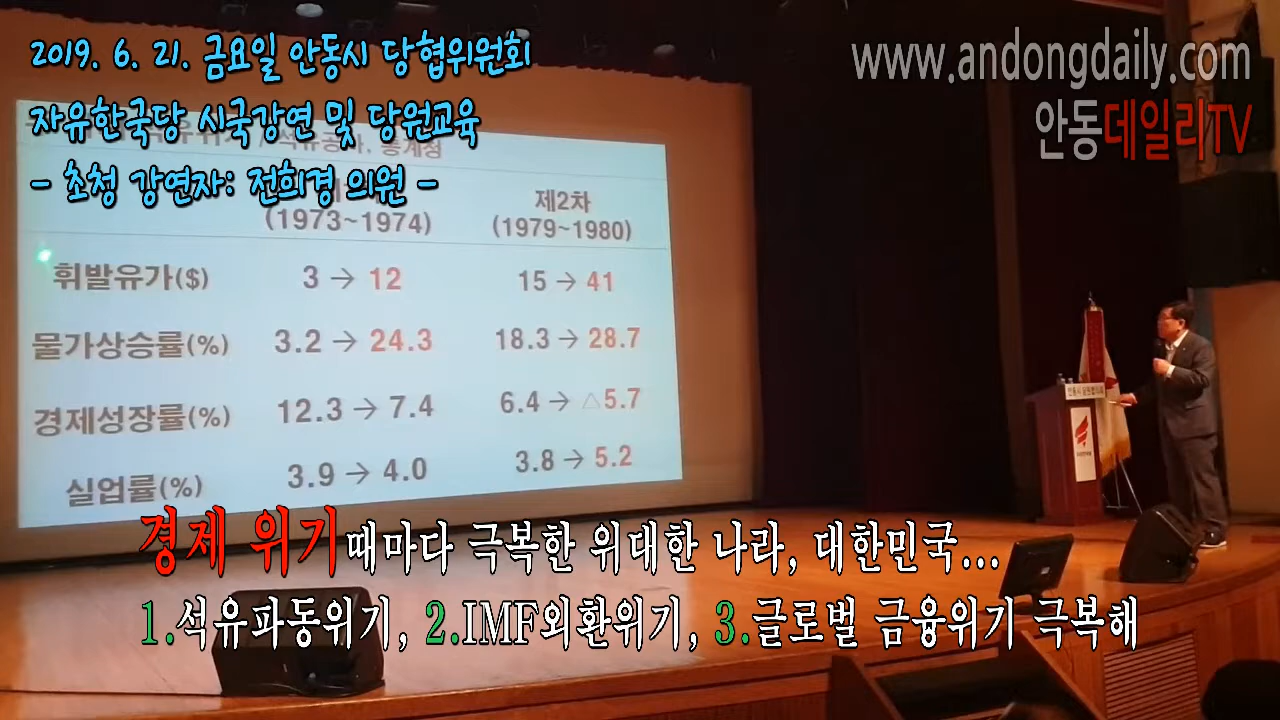 2019. 6. 21. 금요일 안동시 당협위원회
자유한국당 시국강연 및 당원교육
- 초청 강연자: 전희경 의원 -
www.andongdaily.com
안동데일리TV
통계청
제2차
(1973~1974) (1979~1980)
휘발유가($) 3 → 12 15 → 41
물가상승률(%) 3.2 → 24.3 18.3 → 28.7
경제성장률(%) 12.3 → 7.4 6.4 → △5.7
실업률(%) 3.9 → 4.0 3.8 → 5.2
경제 위기때마다 극복한 위대한 나라, 대한민국...
1.석유파동위기, 2.IMF외환위기, 3.글로벌 금융위기 극복해